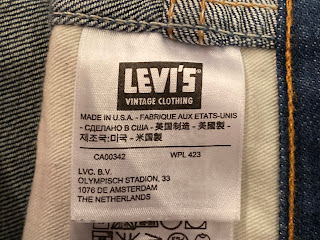 LEVI'S
VINTAGE CLOTHING
MADE IN U.S.A. - FABRIQUE AUX ETATS-UNIS
- СДЕЛАНО В США - 美国制造 - 美國製 -
제조국:미국 - 米国製
CA00342 WPL 423
LVC. B.V.
OLYMPISCH STADION, 33
1076 DE AMSTERDAM
THE NETHERLANDS